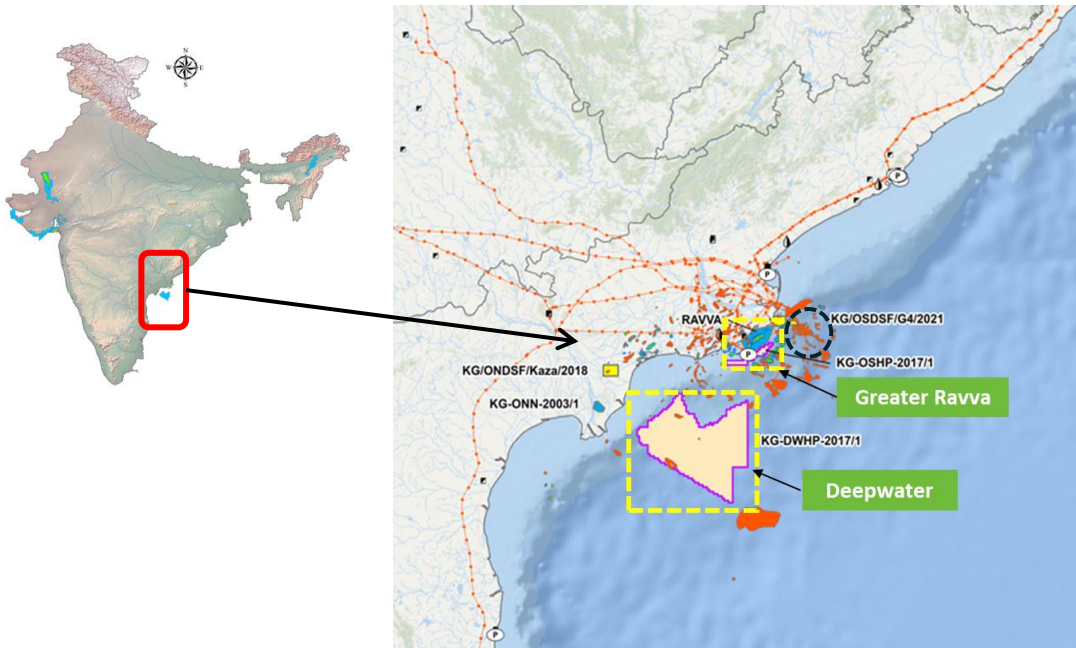 N
W
E
S
P
P
RAVVA
KG/OSDSF/G4/2021
P
KG-OSHP-2017/1
KG/ONDSF/Kaza/2018
Greater Ravva
KG-ONN-2003/1
KG-DWHP-2017/1
Deepwater
P